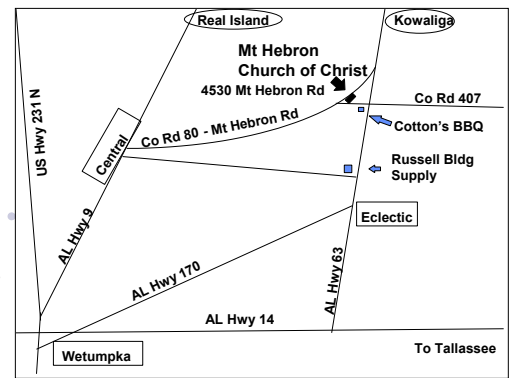 Real Island
Kowaliga
Mt Hebron
Church of Christ
4530 Mt Hebron Rd
Co Rd 407
US Hwy 231 N
Co Rd 80 - Mt Hebron Rd
Cotton's BBQ
Central
Russell Bldg
Supply
Eclectic
AL Hwy 9
AL Hwy 170
AL Hwy 63
AL Hwy 14
To Tallassee
Wetumpka